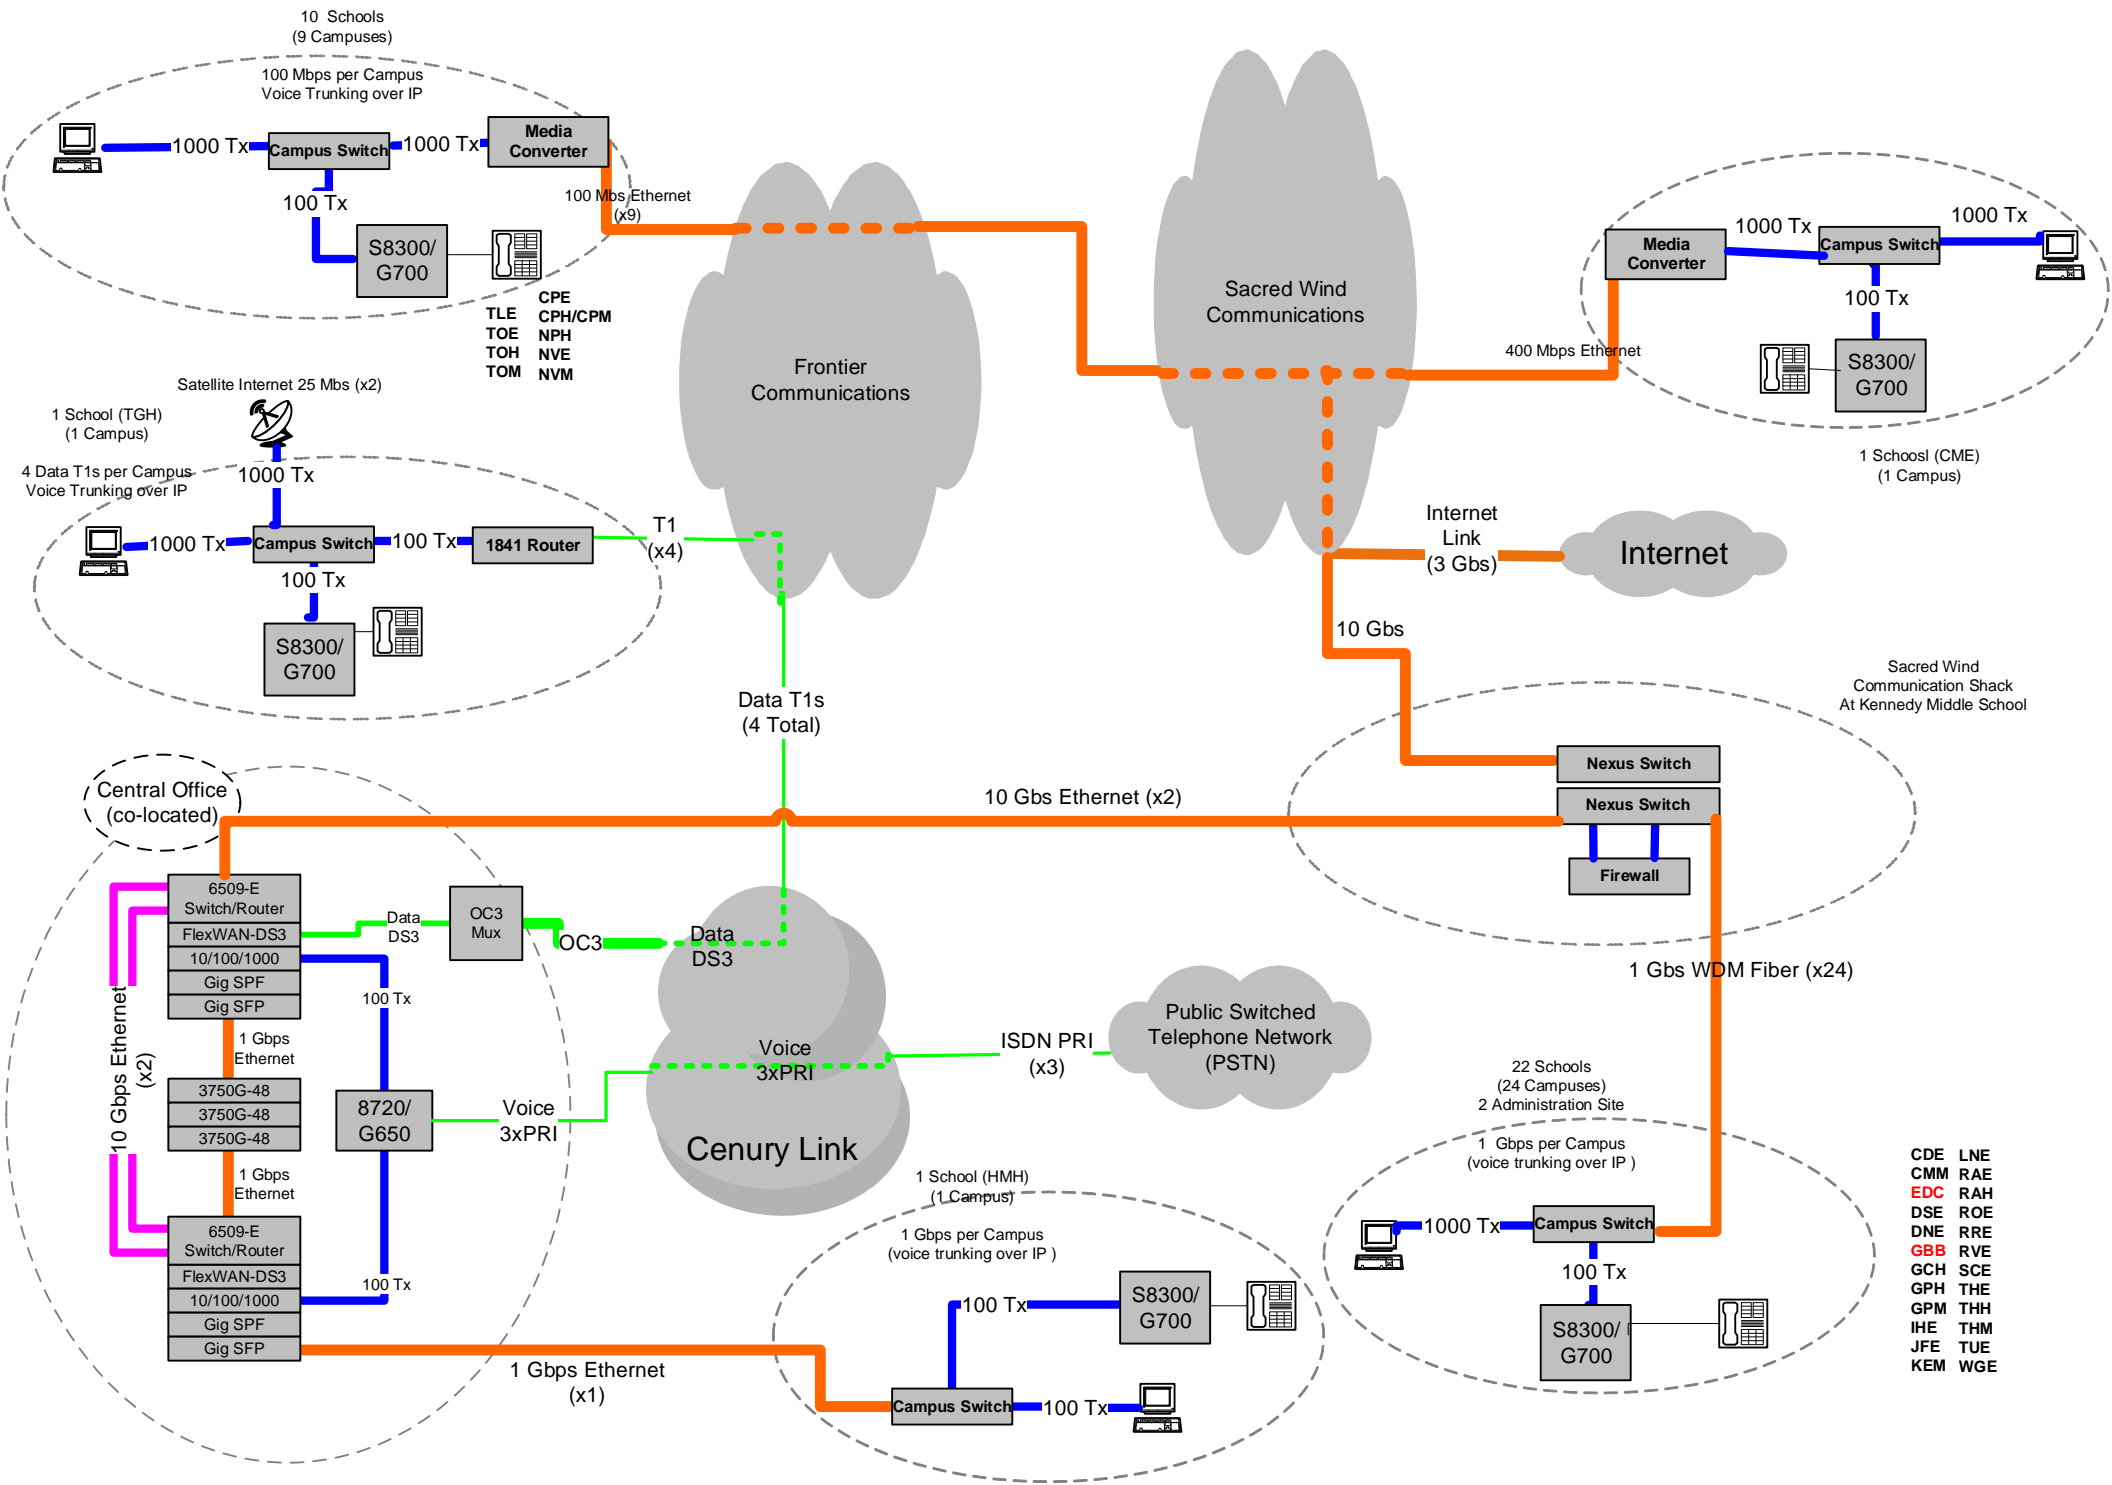 10 Schools
(9 Campuses)
100 Mbps per Campus
Voice Trunking over IP
1000 Tx
Campus Switch
1000 Tx
Media
Converter
100 Tx
S8300/
G700
100 Mbs Ethernet
(x9)
TLE
TOE
TOH
TOM
CPE
CPH/CPM
NPH
NVE
NVM
Satellite Internet 25 Mbs (x2)
1 School (TGH)
(1 Campus)
4 Data T1s per Campus
Voice Trunking over IP
1000 Tx
1000 Tx
Campus Switch
100 Tx
1841 Router
100 Tx
S8300/
G700
T1
(x4)
Frontier
Communications
Sacred Wind
Communications
Media
Converter
1000 Tx
Campus Switch
1000 Tx
100 Tx
S8300/
G700
400 Mbps Ethernet
1 Schoosl (CME)
(1 Campus)
Internet
Link
(3 Gbs)
Internet
10 Gbs
Data T1s
(4 Total)
Sacred Wind
Communication Shack
At Kennedy Middle School
Nexus Switch
Nexus Switch
Firewall
10 Gbs Ethernet (x2)
Central Office
(co-located)
6509-E
Switch/Router
FlexWAN-DS3
10/100/1000
Gig SPF
Gig SFP
Data
DS3
OC3
Mux
OC3
Data
DS3
100 Tx
10 Gbps Ethernet
(x2)
1 Gbps
Ethernet
3750G-48
3750G-48
3750G-48
1 Gbps
Ethernet
8720/
G650
Voice
3xPRI
Voice
3xPRI
Cenury Link
ISDN PRI
(x3)
Public Switched
Telephone Network
(PSTN)
1 Gbs WDM Fiber (x24)
6509-E
Switch/Router
FlexWAN-DS3
10/100/1000
Gig SPF
Gig SFP
100 Tx
1 Gbps Ethernet
(x1)
1 School (HMH)
(1 Campus)
1 Gbps per Campus
(voice trunking over IP )
100 Tx
S8300/
G700
Campus Switch
100 Tx
22 Schools
(24 Campuses)
2 Administration Site
1 Gbps per Campus
(voice trunking over IP )
1000 Tx
Campus Switch
100 Tx
S8300/
G700
CDE LNE
CMM RAE
EDC RAH
DSE ROE
DNE RRE
GBB RVE
GCH SCE
GPH THE
GPM THH
IHE THM
JFE TUE
KEM WGE